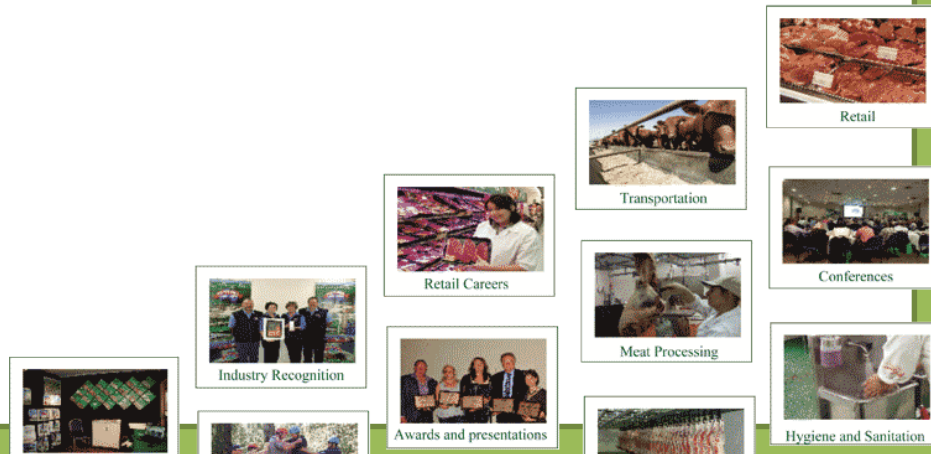 Retail
Transportation
Conferences
Retail Careers
Meat Processing
Industry Recognition
Awards and presentations
Hygiene and Sanitation